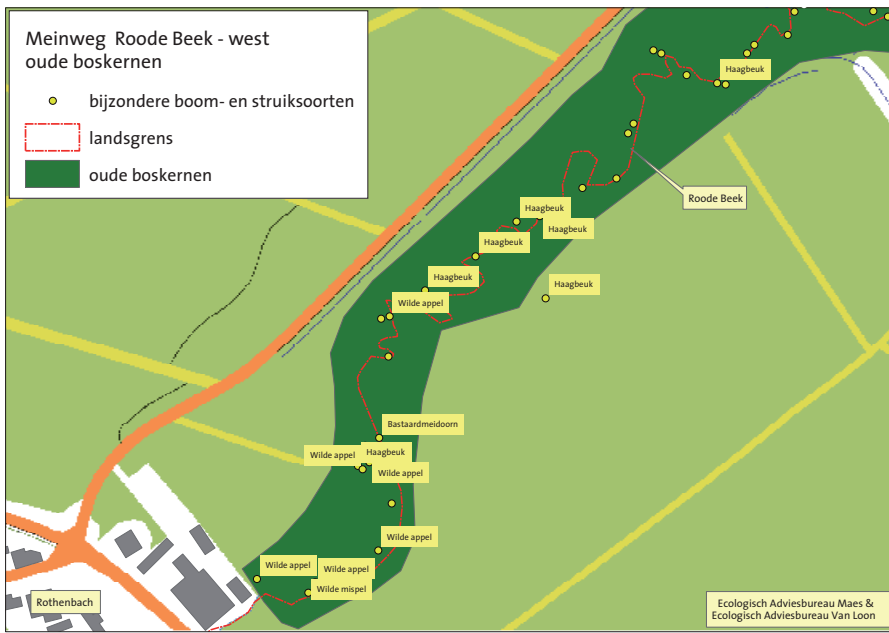 Meinweg Roode Beek - west
oude boskernen
bijzondere boom- en struiksoorten
landsgrens
oude boskernen
Haagbeuk
Roode Beek
Haagbeuk
Haagbeuk
Haagbeuk
Haagbeuk
Haagbeuk
Wilde appel
Bastaardmeidoorn
Haagbeuk
Wilde appel
Wilde appel
Wilde appel
Wilde appel
Wilde appel
Wilde mispel
Rothenbach
Ecologisch Adviesbureau Maes &
Ecologisch Adviesbureau Van Loon